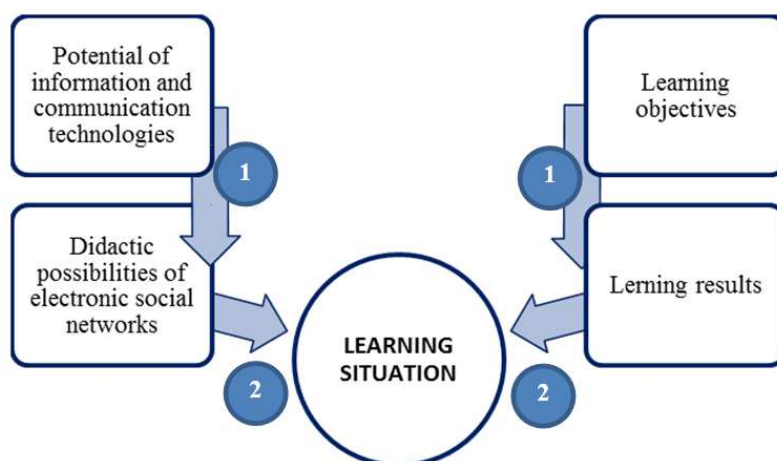 Potential of
information and
communication
technologies
1
Didactic
possibilities of
electronic social
networks
2
LEARNING
SITUATION
Learning
objectives
1
Lerning results
2